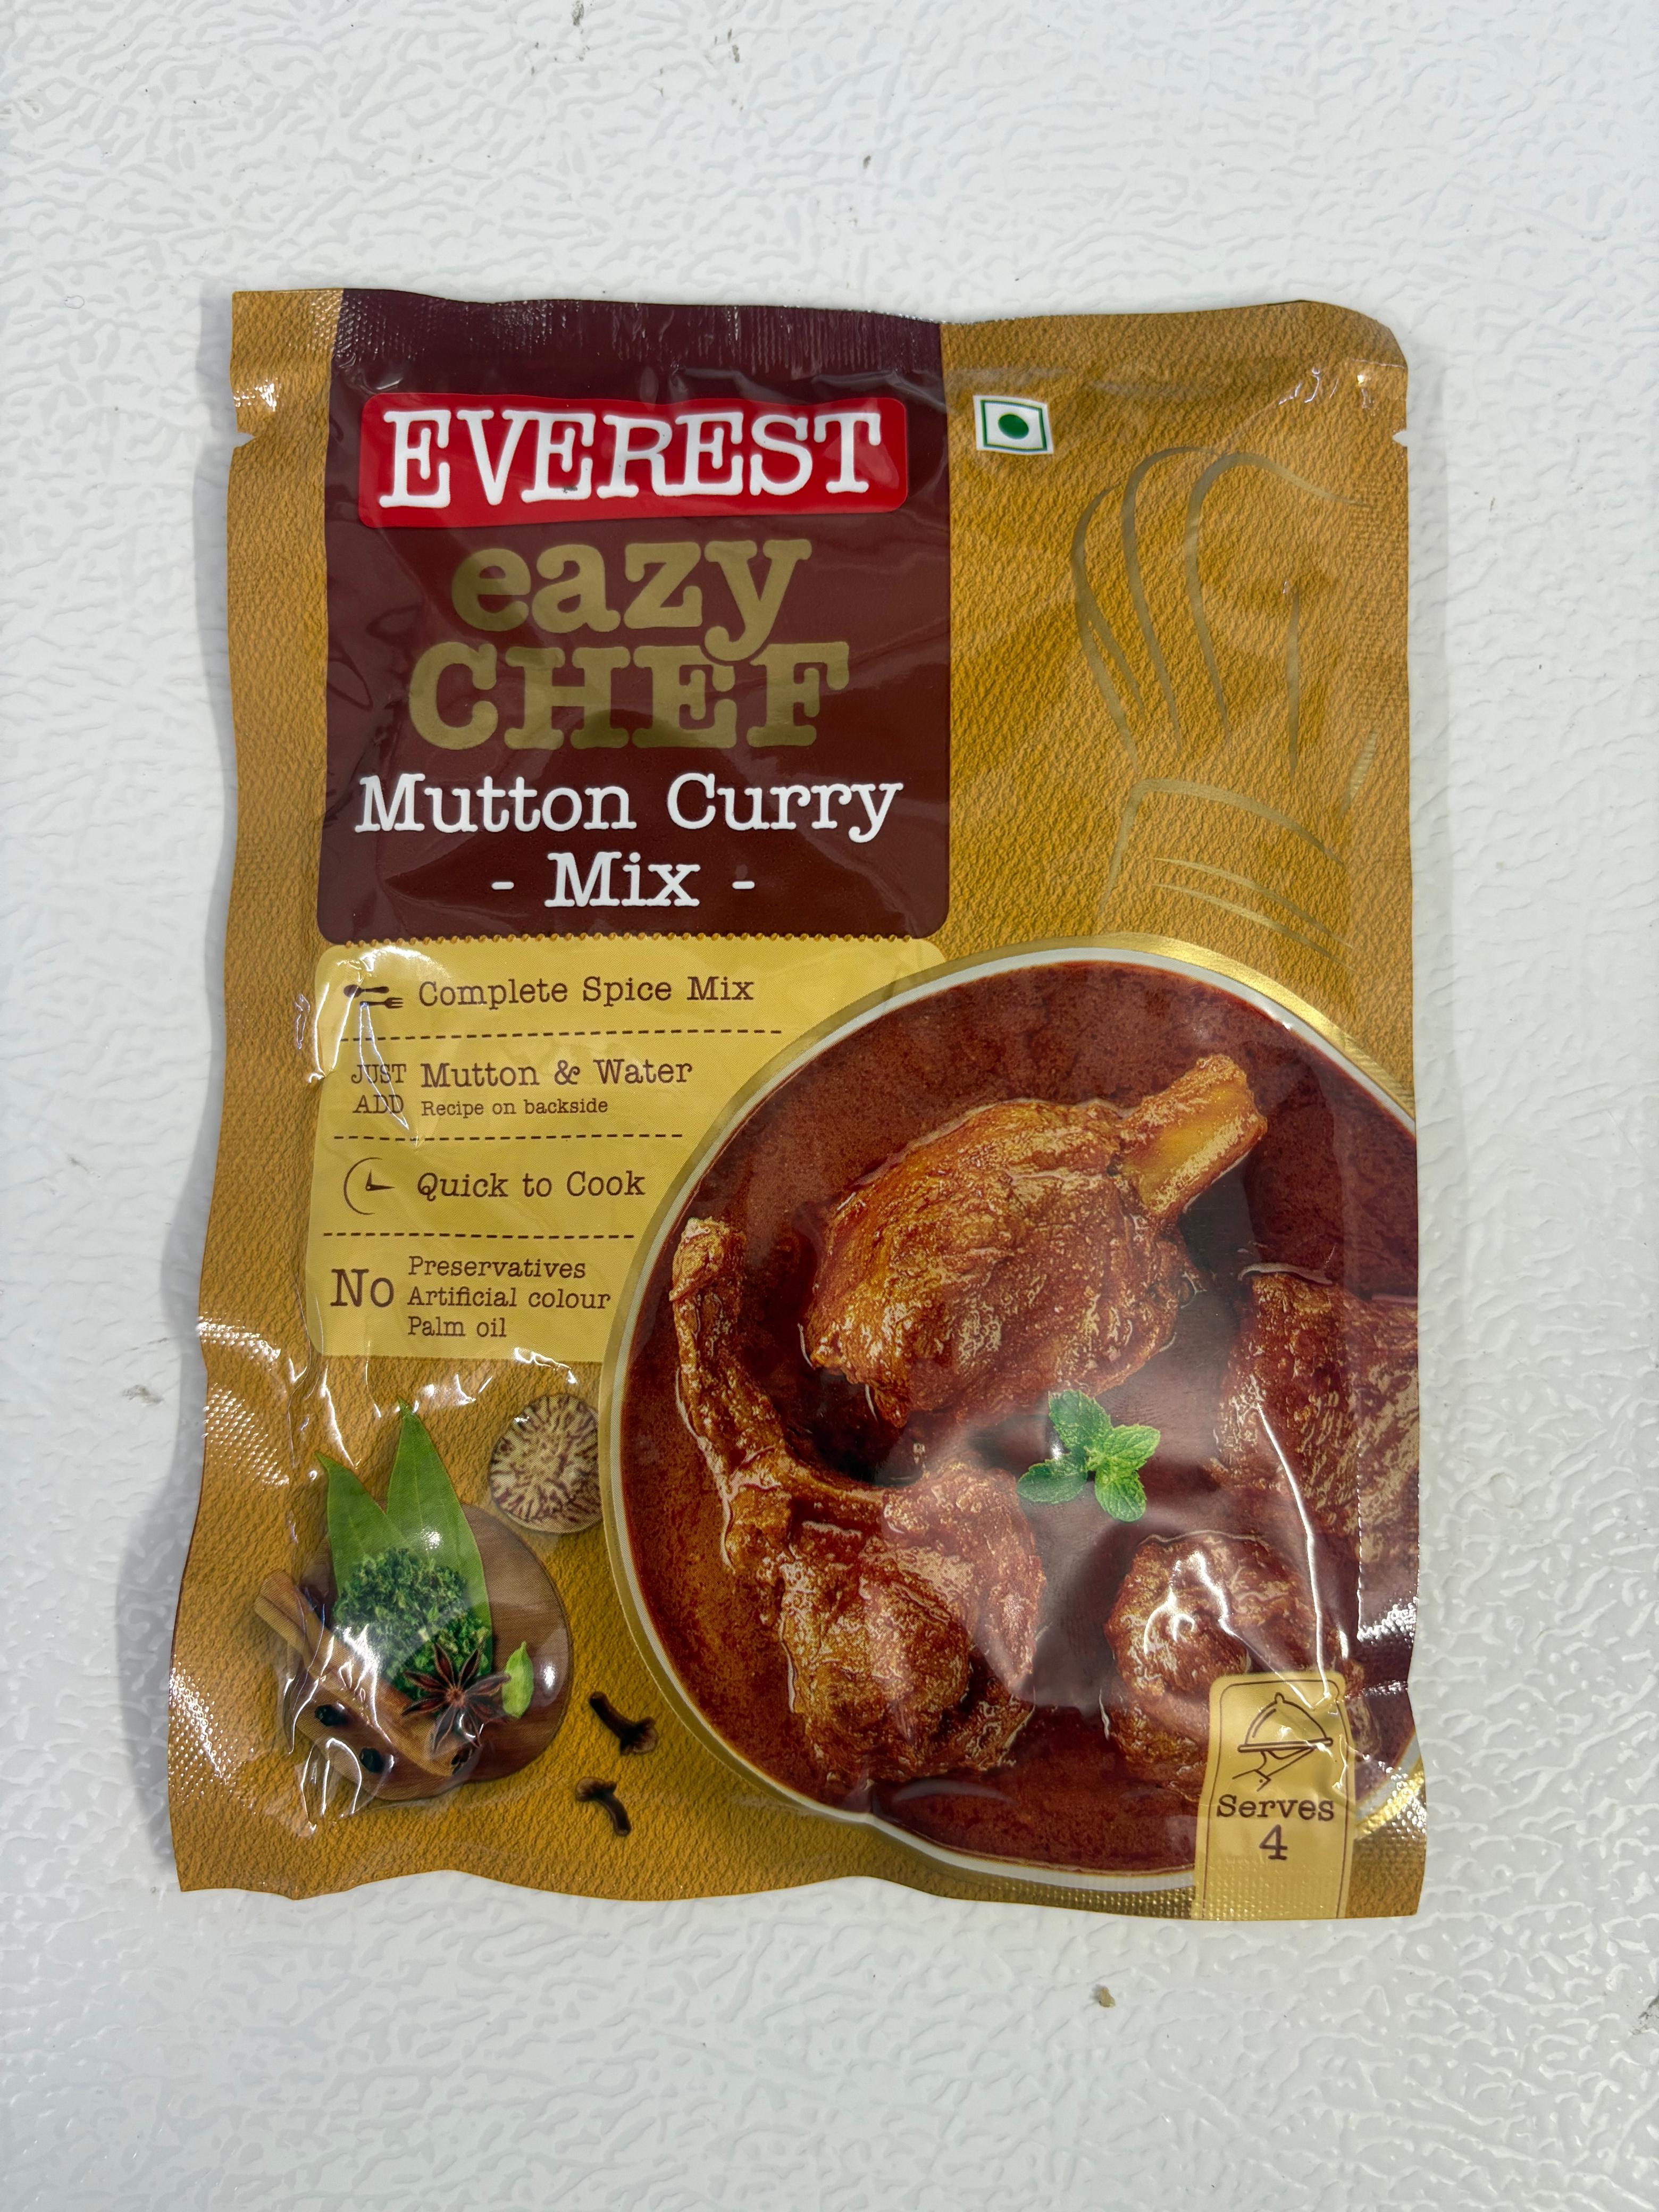 EVEREST
eazy
CHEF
Mutton Curry
- Mix -
Complete Spice Mix
JUST ADD
Mutton & Water
Recipe on backside
Quick to Cook
No
Preservatives
Artificial colour
Palm oil
Serves
4